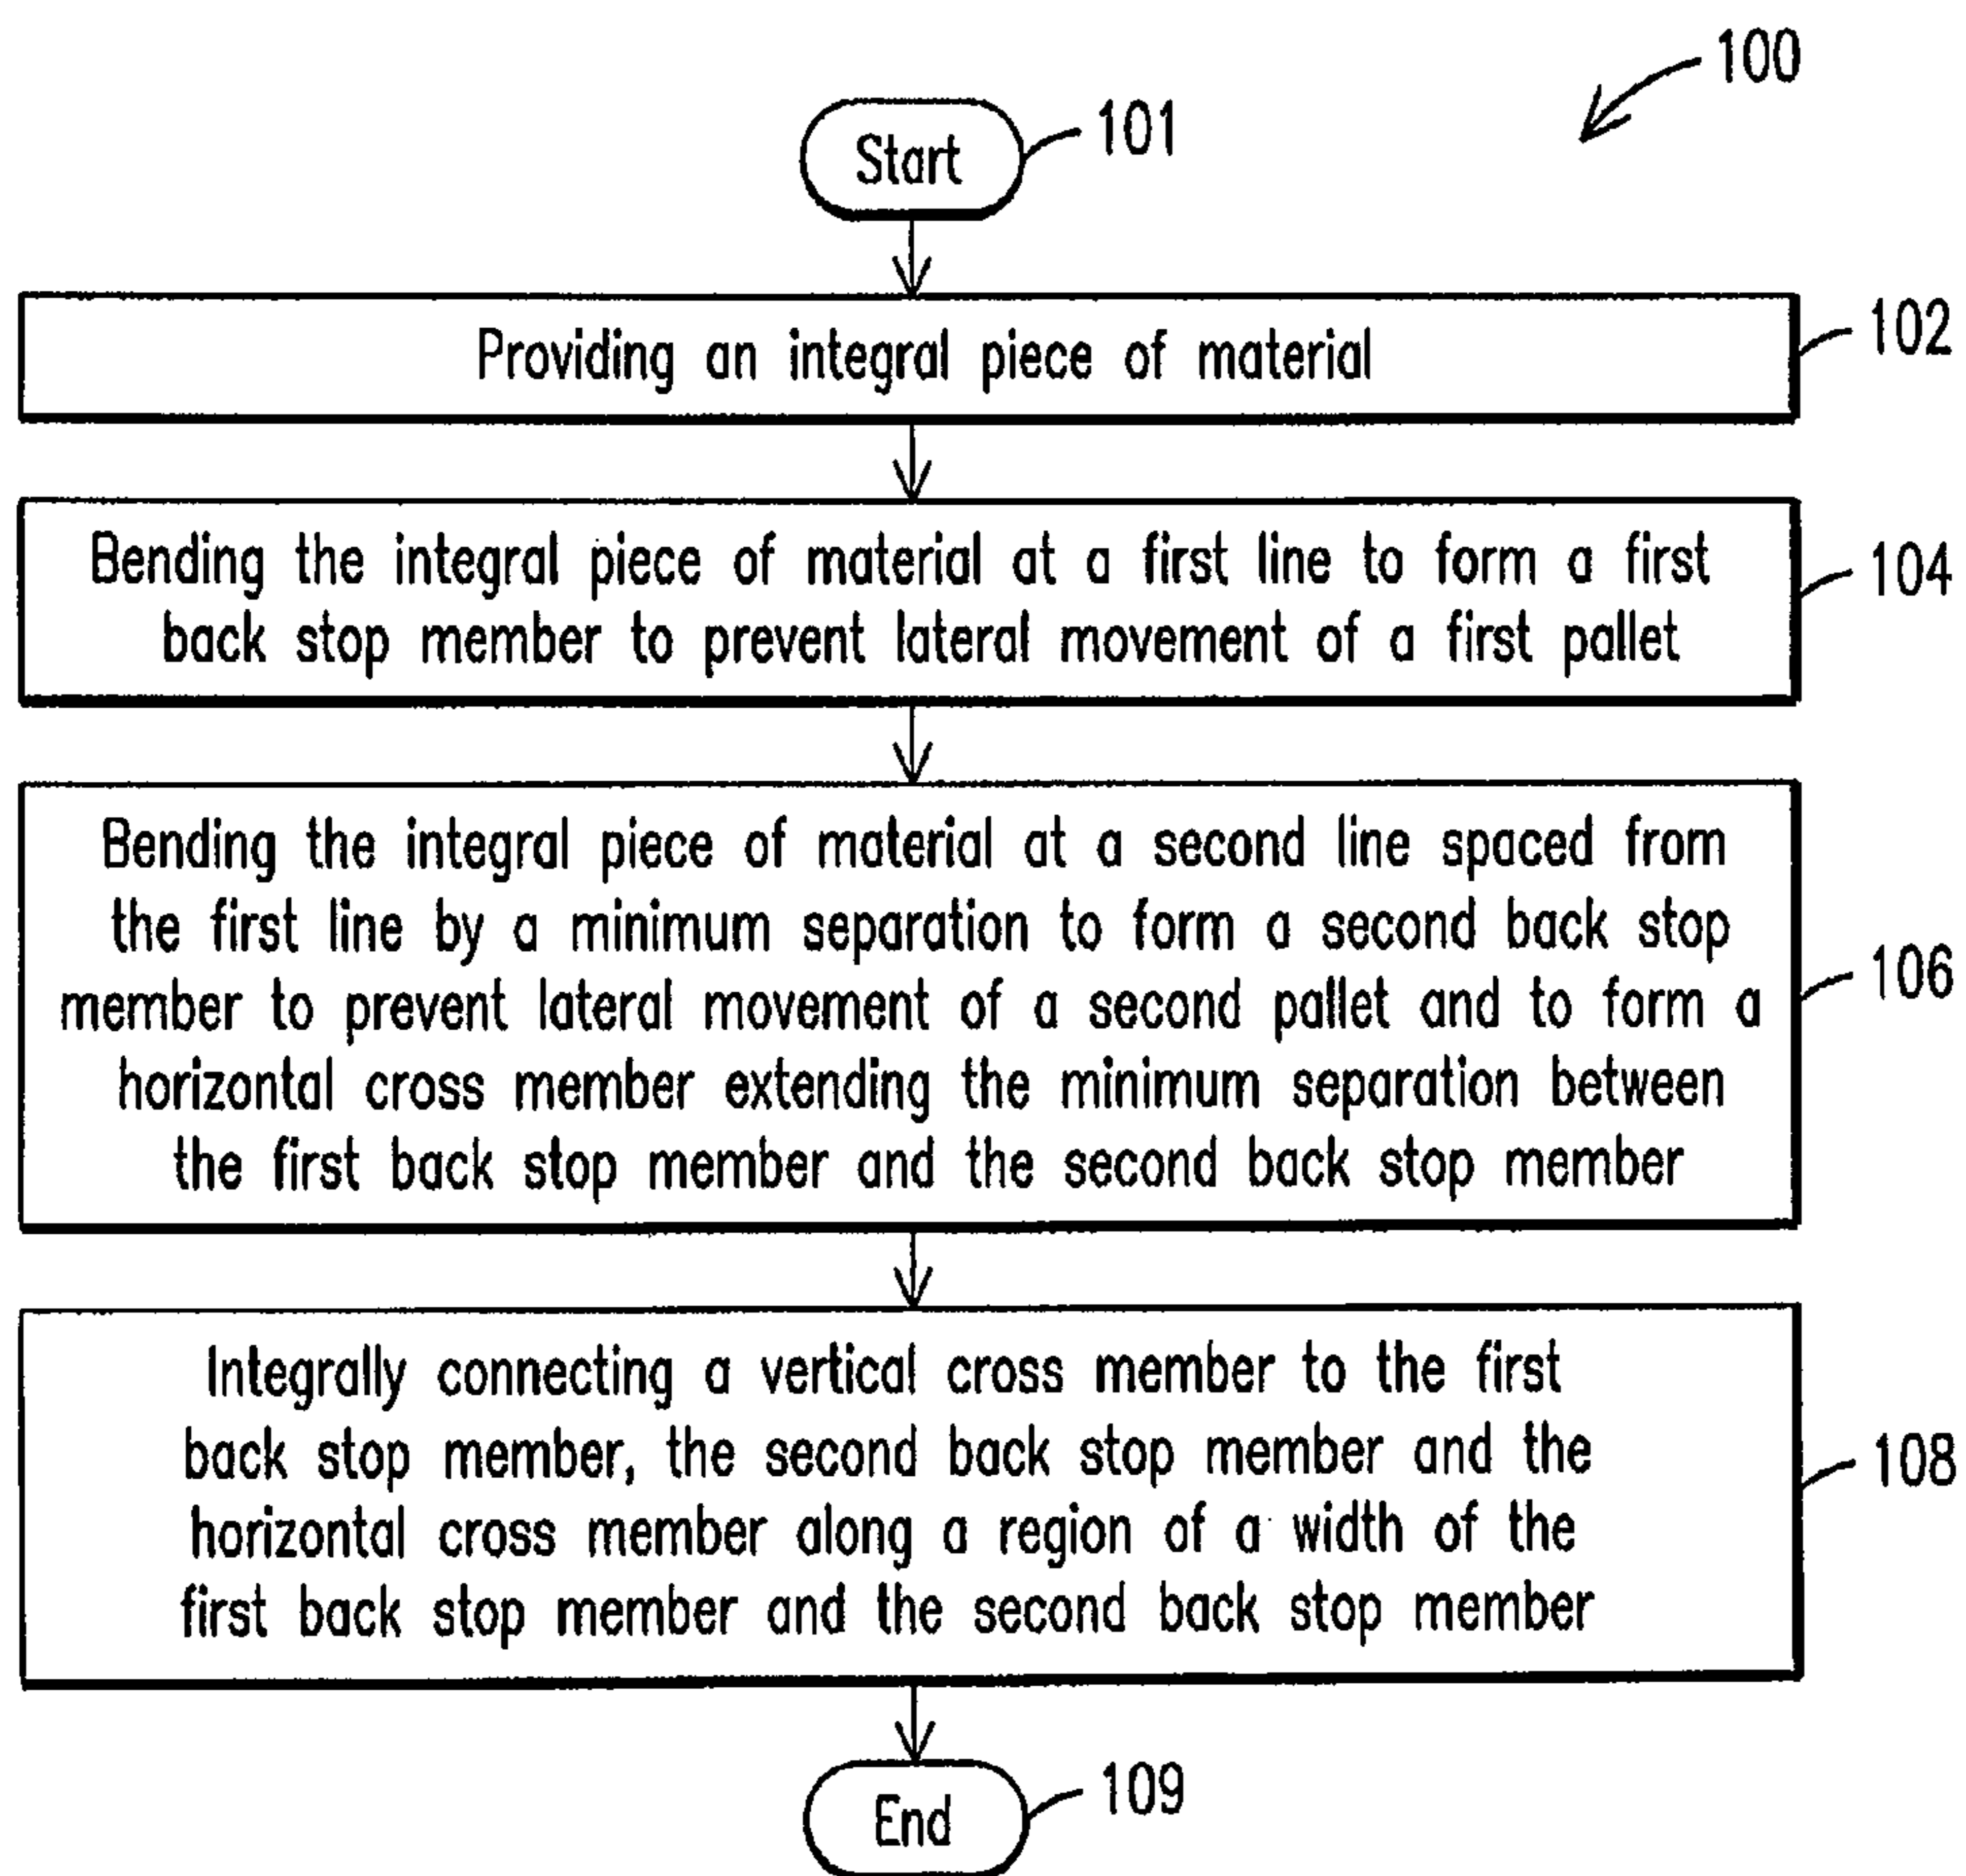 100
Start
101
Providing an integral piece of material
102
Bending the integral piece of material at a first line to form a first
back stop member to prevent lateral movement of a first pallet
104
Bending the integral piece of material at a second line spaced from
the first line by a minimum separation to form a second back stop
member to prevent lateral movement of a second pallet and to form a
horizontal cross member extending the minimum separation between
the first back stop member and the second back stop member
106
Integrally connecting a vertical cross member to the first
back stop member, the second back stop member and the
horizontal cross member along a region of a width of the
first back stop member and the second back stop member
108
End
109